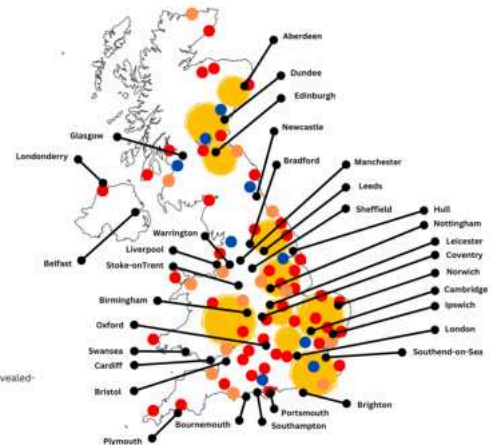 Aberdeen
Dundee
Edinburgh
Glasgow
Newcastle
Londonderry
Bradford
Manchester
Leeds
Sheffield
Warrington
Hull
Liverpool
Nottingham
Belfast
Stoke-onTrent
Leicester
Coventry
Norwich
Birmingham
Cambridge
Oxford
Ipswich
London
Swansea
Southend-on-Sea
Cardiff
vealed-
Bristol
Brighton
Portsmouth
Bournemouth
Southampton
Plymouth